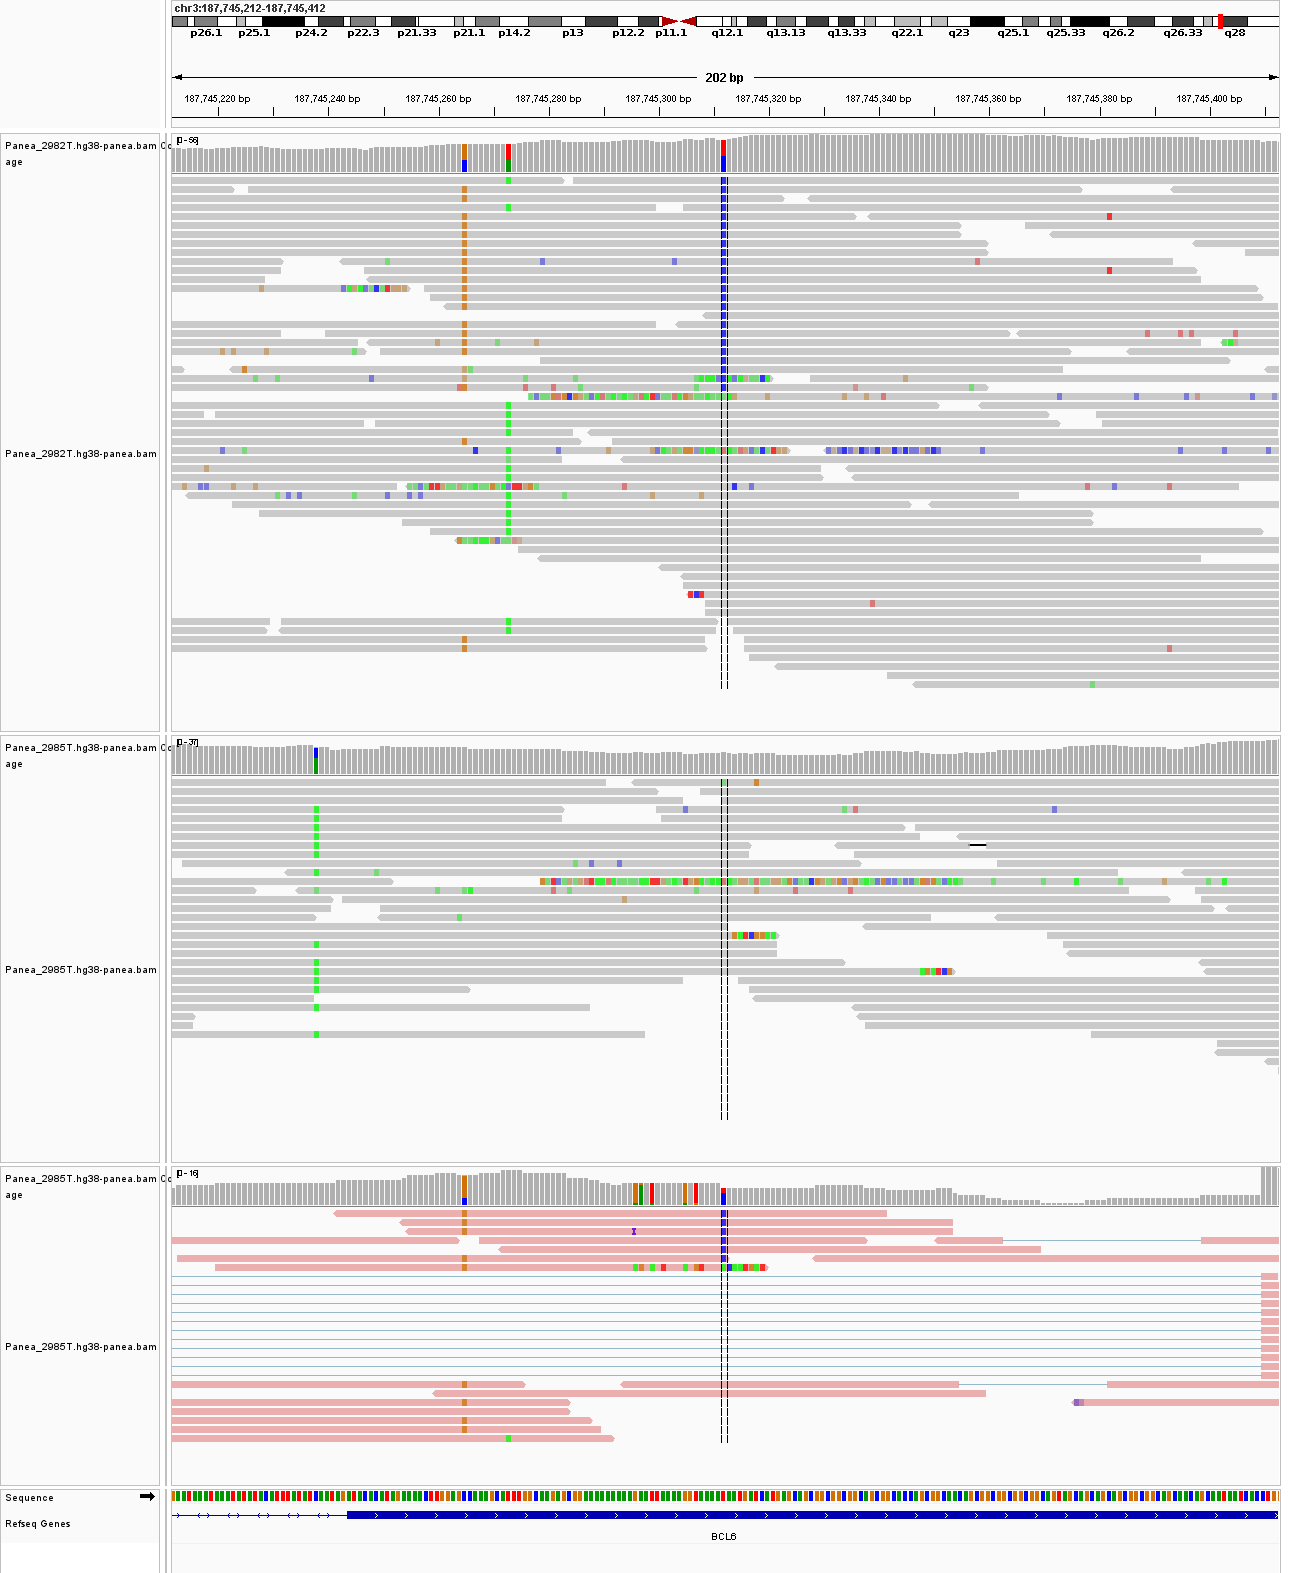 chr3:187,745,212-187,745,412
p26.1 p25.1 p24.2 p22.3 p21.33 p21.1 p14.2 p13 p12.2 p11.1 q12.1 q13.13 q13.33 q22.1 q23 q25.1 q25.33 q26.2 q26.33 q28
202 bp
187,745,220 bp 187,745,240 bp 187,745,260 bp 187,745,280 bp 187,745,300 bp 187,745,320 bp 187,745,340 bp 187,745,360 bp 187,745,380 bp 187,745,400 bp
[0 - 56]
Panea_2982T.hg38-panea.bam Co
age
Panea_2982T.hg38-panea.bam
[0 - 37]
Panea_2985T.hg38-panea.bam Co
age
Panea_2985T.hg38-panea.bam
[0 - 16]
Panea_2985T.hg38-panea.bam Co
age
Panea_2985T.hg38-panea.bam
Sequence
Refseq Genes
BCL6